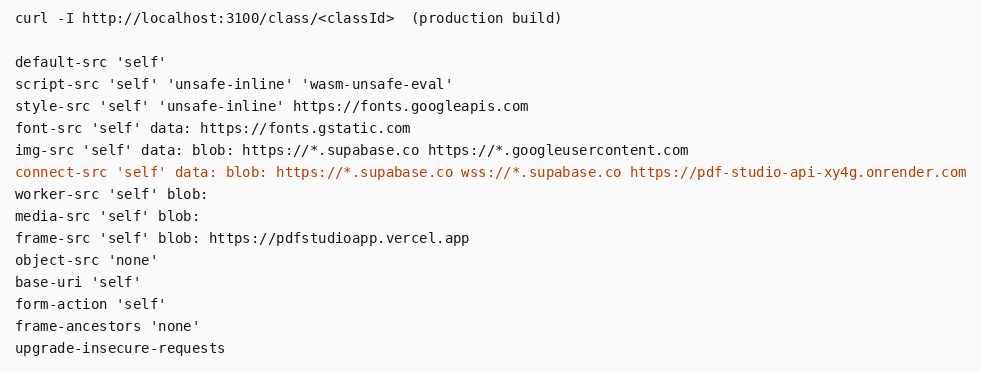 curl -I http://localhost:3100/class/<classId>  (production build)
default-src 'self'
script-src 'self' 'unsafe-inline' 'wasm-unsafe-eval'
style-src 'self' 'unsafe-inline' https://fonts.googleapis.com
font-src 'self' data: https://fonts.gstatic.com
img-src 'self' data: blob: https://*.supabase.co https://*.googleusercontent.com
connect-src 'self' data: blob: https://*.supabase.co wss://*.supabase.co https://pdf-studio-api-xy4g.onrender.com
worker-src 'self' blob:
media-src 'self' blob:
frame-src 'self' blob: https://pdfstudioapp.vercel.app
object-src 'none'
base-uri 'self'
form-action 'self'
frame-ancestors 'none'
upgrade-insecure-requests